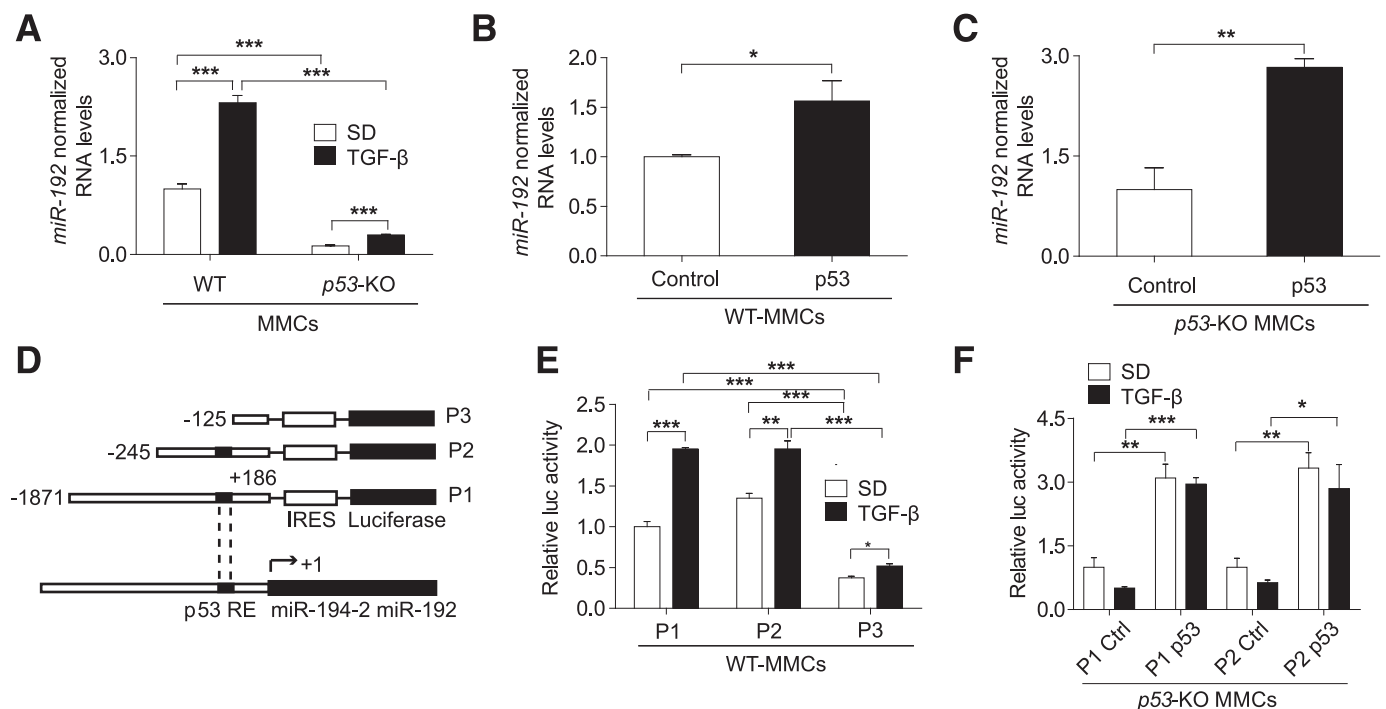 A
miR-192 normalized
RNA levels
3.0
1.5
0.0
***
***
***
***
SD
TGF-β
WT
p53-KO
MMCs
B
miR-192 normalized
RNA levels
2.0
1.5
1.0
0.5
0.0
*
Control
p53
WT-MMCs
C
miR-192 normalized
RNA levels
3.0
1.5
0.0
**
Control
p53
p53-KO MMCs
D
-125
P3
-245
P2
+186
-1871
P1
IRES
Luciferase
+1
p53 RE
miR-194-2
miR-192
E
Relative luc activity
2.5
2.0
1.5
1.0
0.5
0.0
***
***
***
***
**
***
*
SD
TGF-β
P1
P2
P3
WT-MMCs
F
SD
TGF-β
Relative luc activity
4.5
3.0
1.5
0.0
***
**
*
**
P1 Ctrl
P1 p53
P2 Ctrl
P2 p53
p53-KO MMCs